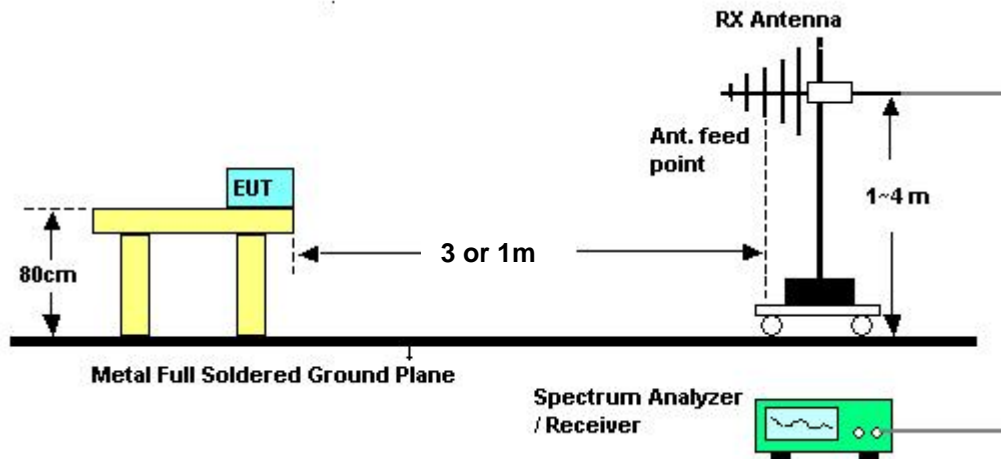 RX Antenna
Ant. feed
point
EUT
1~4 m
3 or 1m
80cm
Metal Full Soldered Ground Plane
Spectrum Analyzer
/ Receiver